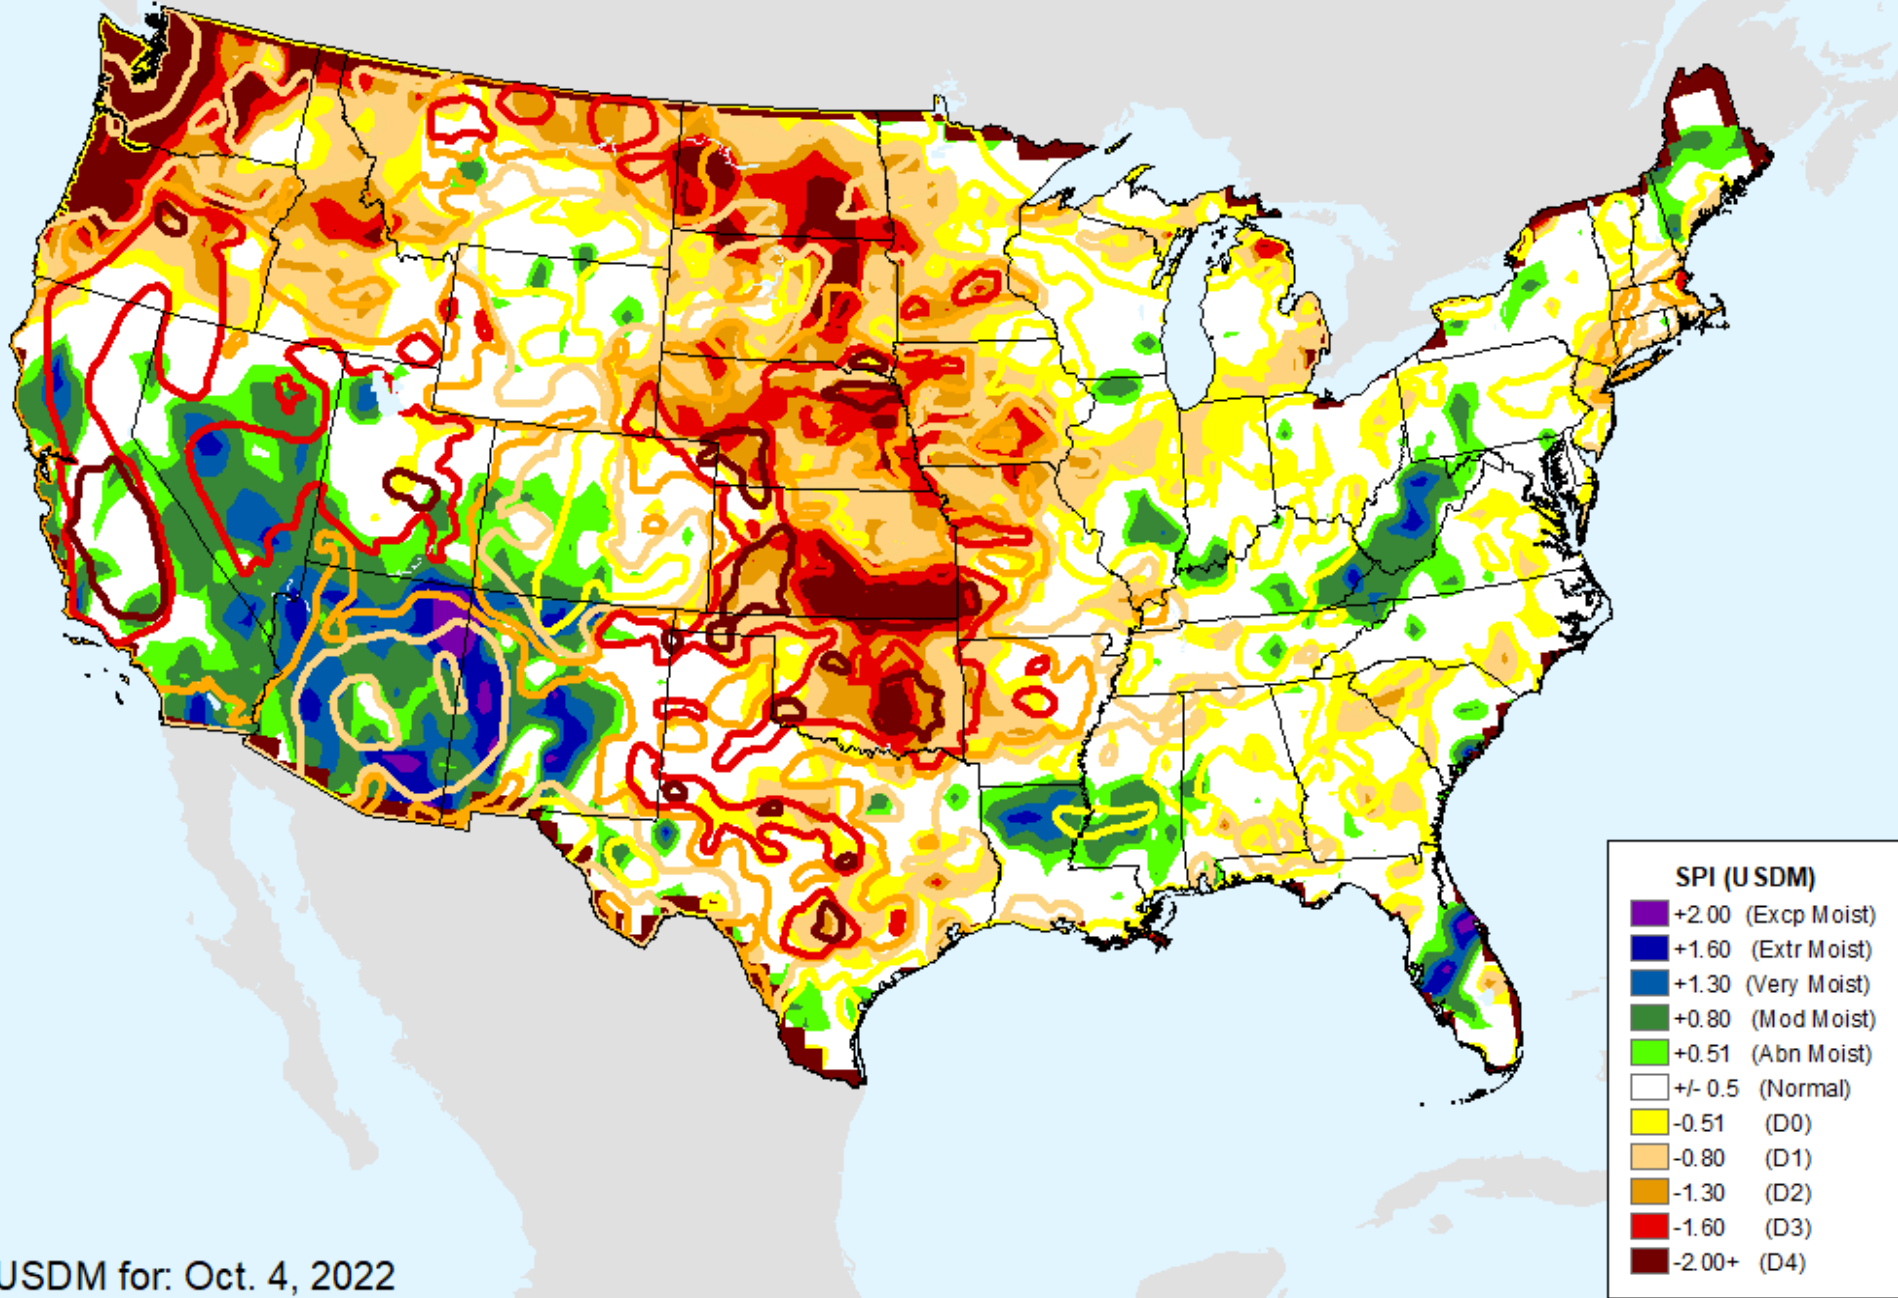 SPI (USDM)
+2.00 (Excp Moist)
+1.60 (Extr Moist)
+1.30 (Very Moist)
+0.80 (Mod Moist)
+0.51 (Abn Moist)
+/- 0.5 (Normal)
-0.51 (D0)
-0.80 (D1)
-1.30 (D2)
-1.60 (D3)
-2.00+ (D4)
USDM for: Oct. 4, 2022